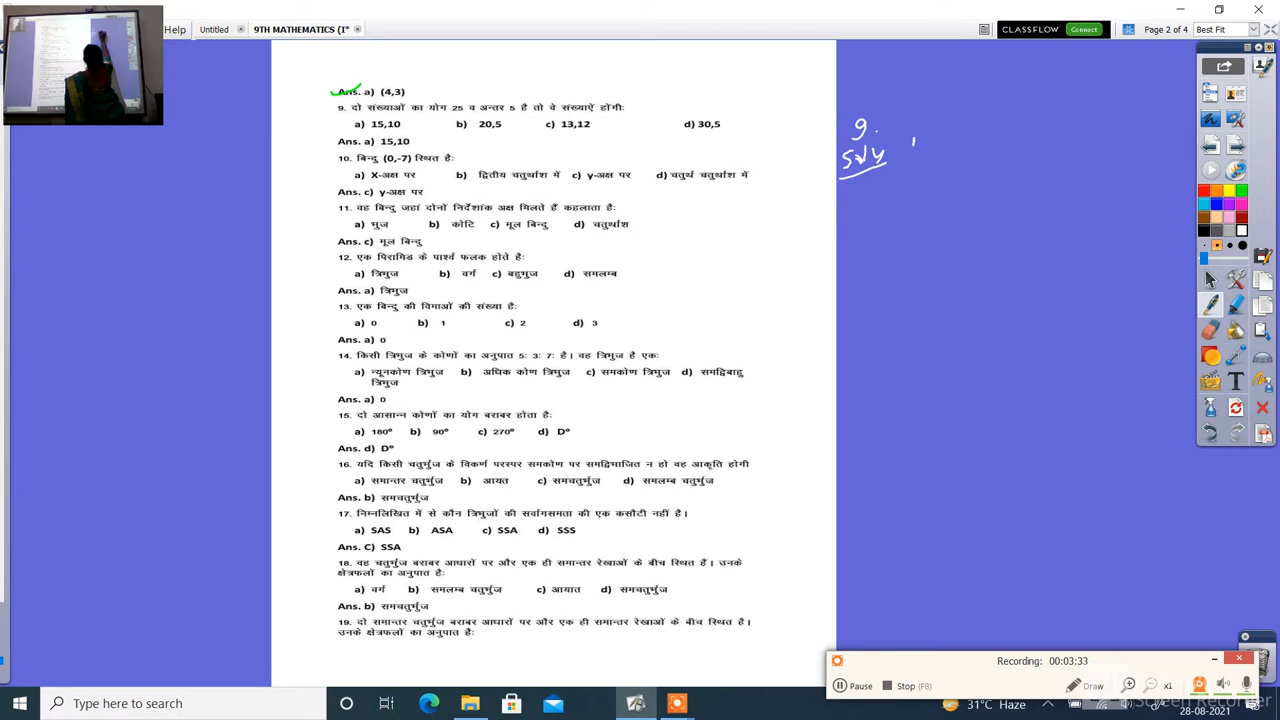 Untitled
9TH MATHEMATICS (I*
CLASSFLOW
Connect
Page 2 of 4
Best Fit
Ans. a) (4,3)
9. दो संख्याओं का योग 25 व अन्तर 5 है तो वे संख्याऐं होंगीः
a) 15,10 b) 20,5 c) 13,12 d) 30,5
Ans. a) 15,10
10. बिन्दु (0,-7) स्थित हैः
a) X-अक्ष पर b) द्वितीय चतुर्थांश में c) y-अक्ष पर d) चतुर्थ चतुर्थांश में
Ans. c) y-अक्ष पर
11. वह बिन्दु जहां दोनों निर्देशांक अक्ष मिलते हैं कहलाता हैः
a) भुज b) कोटि c) मूल बिन्दु d) चतुर्थांश
Ans. c) मूल बिन्दु
12. एक पिरामिड के पार्श्व फलक होते हैः
a) त्रिभुज b) वर्ग c) बहुभुज d) समलम्ब
Ans. a) त्रिभुज
13. एक बिन्दु की विमाओं की संख्या हैः
a) 0 b) 1 c) 2 d) 3
Ans. a) 0
14. किसी त्रिभुज के कोणों का अनुपात 5: 3: 7: है। वह त्रिभुज है एकः
a) न्यूनकोण त्रिभुज b) अधिक कोण त्रिभुज c) समकोण त्रिभुज d) समद्विबाहु
त्रिभुज
Ans. a) 0
15. दो आसान्न कोणों का योग बराबर होता हैः
a) 180° b) 90° c) 270° d) D°
Ans. d) D°
16. यदि किसी चतुर्भुज के विकर्ण परस्पर समकोण पर समद्विभाजित न हो वह आकृति होगी
a) समान्तर चतुर्भुज b) आयत c) समचतुर्भुज d) समलम्ब चतुर्भुज
Ans. b) समचतुर्भुज
17. निम्नलिखित में से कौन त्रिभुजों की सर्वांगसमता की एक कसौटी नहीं है।
a) SAS b) ASA c) SSA d) SSS
Ans. C) SSA
18. वह चतुर्भुज बराबर आधारों पर और एक ही समान्तर रेखाओं के बीच स्थित हैं। उनके
क्षेत्रफलों का अनुपात हैः
a) वर्ग b) समलम्ब चतुर्भुज c) आयात d) समचतुर्भुज
Ans. b) समचतुर्भुज
19. दो समान्तर चतुर्भुज बराबर आधारों पर और एक ही समान्तर रेखाओं के बीच स्थित है।
उनके क्षेत्रफलों का अनुपात हैः
9.
Recording: 00:03:33
Pause
Stop (F8)
Draw
x1
Type here to search
31°C Haze
28-08-2021